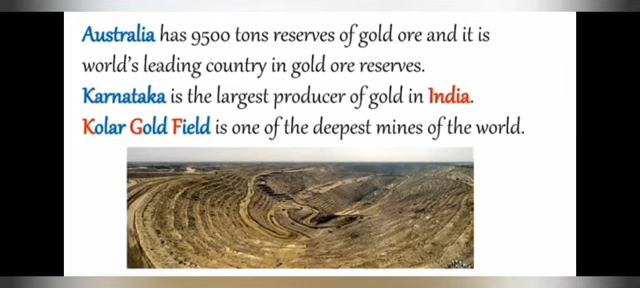 Australia has 9500 tons reserves of gold ore and it is
world's leading country in gold ore reserves.
Karnataka is the largest producer of gold in India.
Kolar Gold Field is one of the deepest mines of the world.